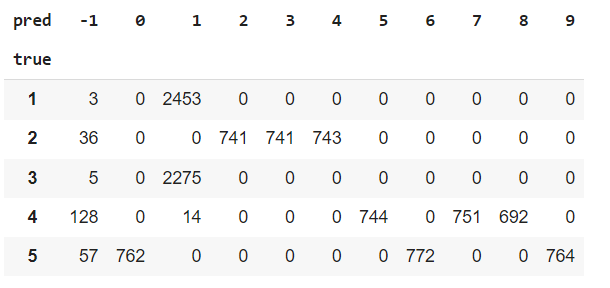 pred -1 0 1 2 3 4 5 6 7 8 9
true
1 3 0 2453 0 0 0 0 0 0 0 0
2 36 0 0 741 741 743 0 0 0 0 0
3 5 0 2275 0 0 0 0 0 0 0 0
4 128 0 14 0 0 0 744 0 751 692 0
5 57 762 0 0 0 0 0 772 0 0 764